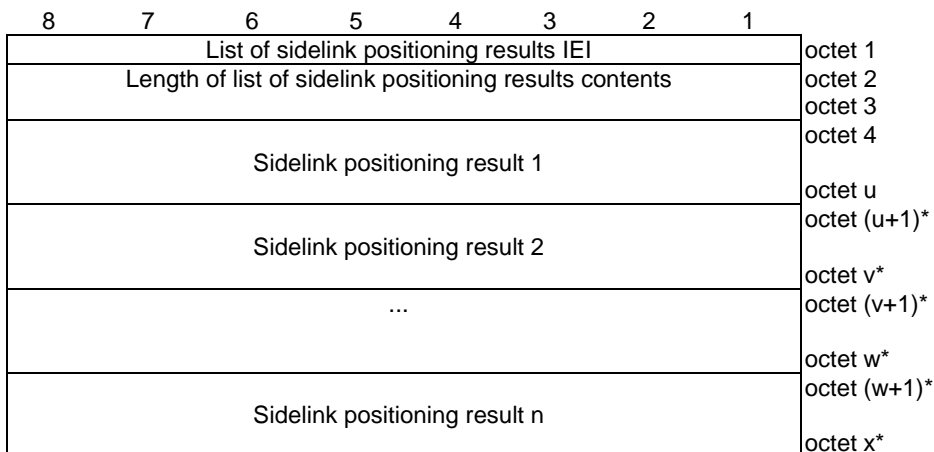 8 7 6 5 4 3 2 1
List of sidelink positioning results IEI octet 1
Length of list of sidelink positioning results contents octet 2
octet 3
octet 4
Sidelink positioning result 1
octet u
octet (u+1)*
Sidelink positioning result 2
octet v*
... octet (v+1)*
octet w*
octet (w+1)*
Sidelink positioning result n
octet x*